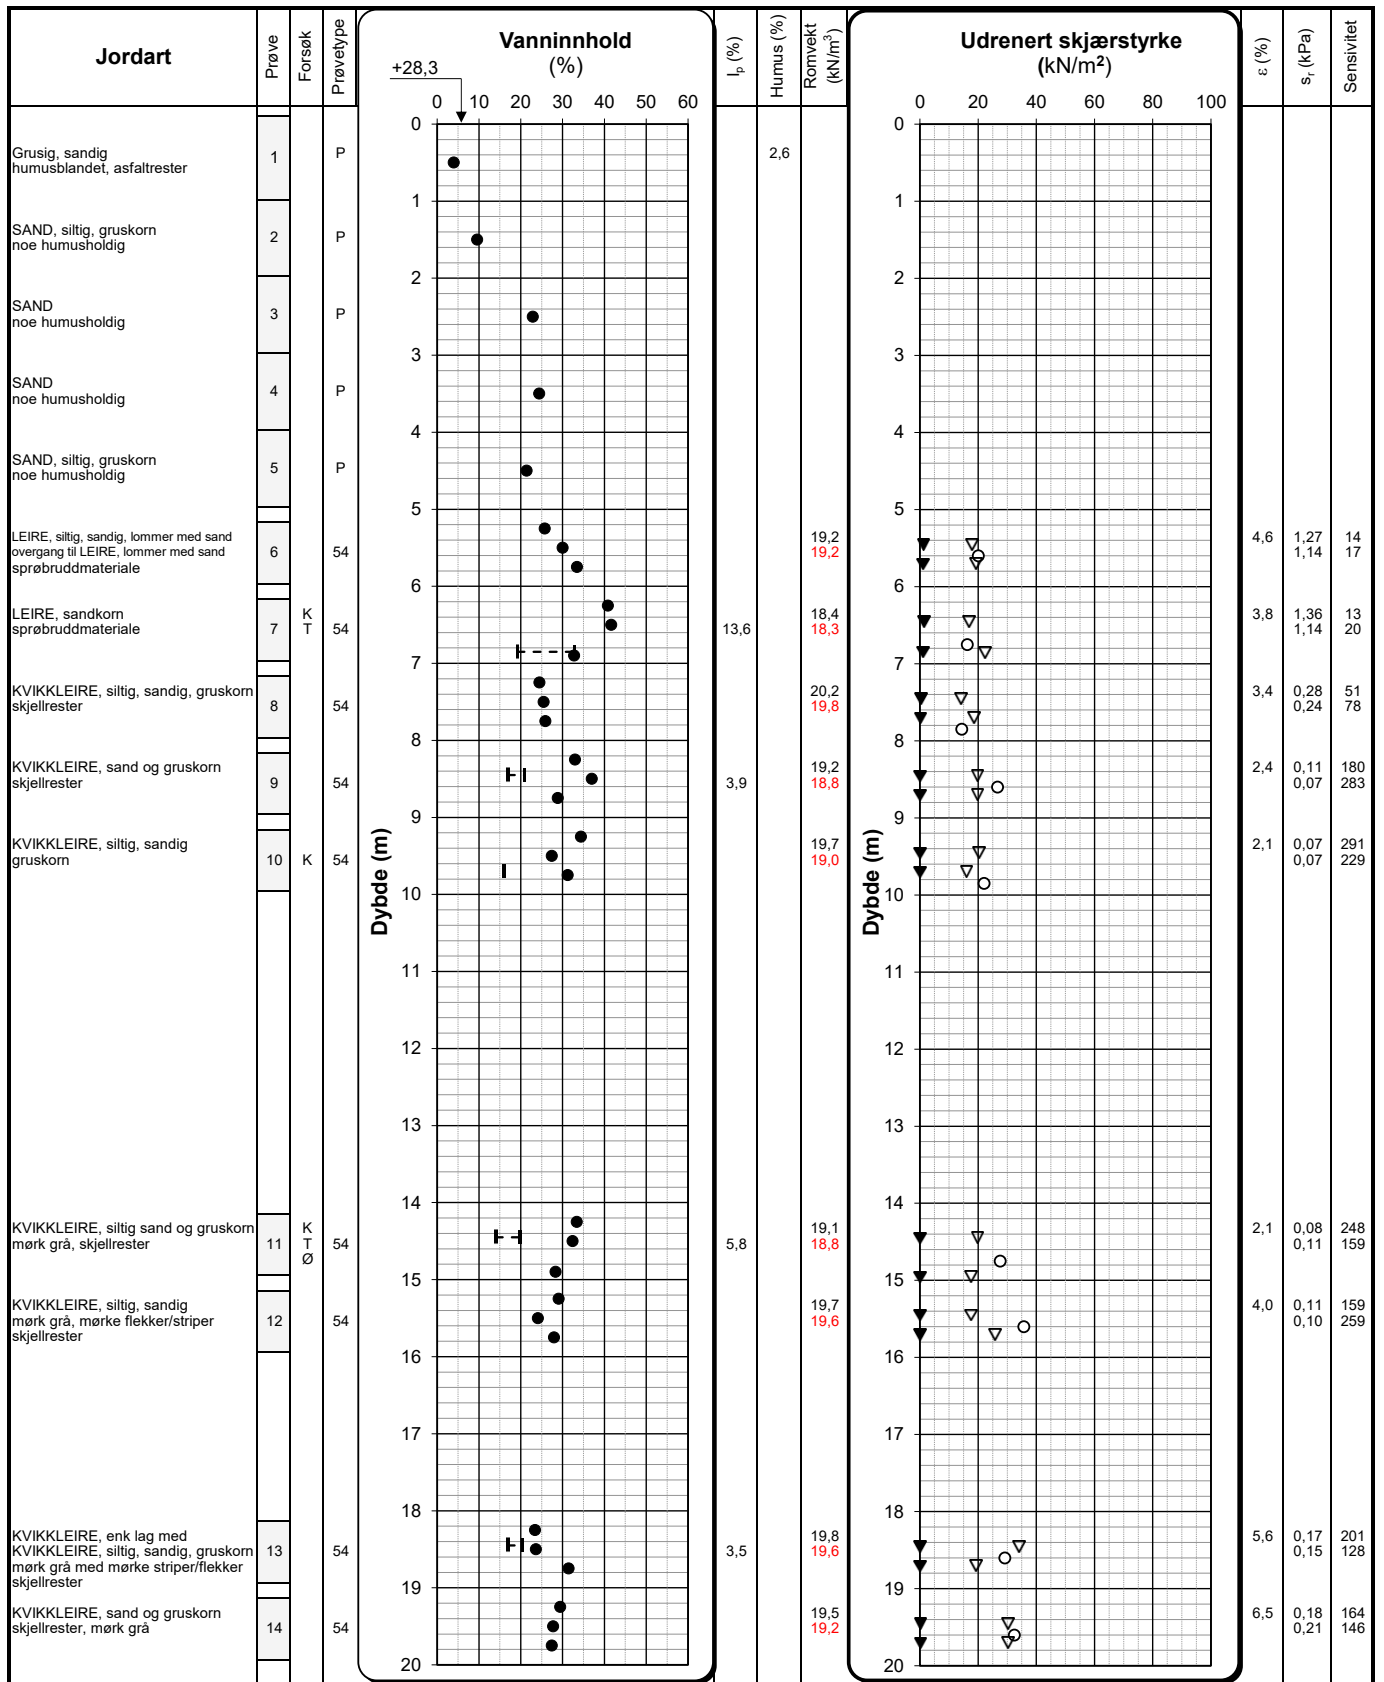 Jordart
Prøve
Forsøk
Prøvetype
Vanninnhold
(%)
+28,3
I_p (%)
Humus (%)
Romvekt
(kN/m³)
Udrenert skjærstyrke
(kN/m²)
ε (%)
s_r (kPa)
Sensivitet
0 10 20 30 40 50 60
0 20 40 60 80 100
Dybde (m)
0
1
2
3
4
5
6
7
8
9
10
11
12
13
14
15
16
17
18
19
20
Dybde (m)
0
1
2
3
4
5
6
7
8
9
10
11
12
13
14
15
16
17
18
19
20
Grusig, sandig
humusblandet, asfaltrester
1 P 2,6
SAND, siltig, gruskorn
noe humusholdig
2 P
SAND
noe humusholdig
3 P
SAND
noe humusholdig
4 P
SAND, siltig, gruskorn
noe humusholdig
5 P
LEIRE, siltig, sandig, lommer med sand
overgang til LEIRE, lommer med sand
sprøbruddmateriale
6 54
19,2 4,6 1,27 14
19,2 1,14 17
LEIRE, sandkorn
sprøbruddmateriale
7 K
T 54
13,6
18,4 3,8 1,36 13
18,3 1,14 20
KVIKKLEIRE, siltig, sandig, gruskorn
skjellrester
8 54
20,2 3,4 0,28 51
19,8 0,24 78
KVIKKLEIRE, sand og gruskorn
skjellrester
9 54
3,9
19,2 2,4 0,11 180
18,8 0,07 283
KVIKKLEIRE, siltig, sandig
gruskorn
10 K 54
19,7 2,1 0,07 291
19,0 0,07 229
KVIKKLEIRE, siltig sand og gruskorn
mørk grå, skjellrester
11 K
T
Ø 54
5,8
19,1 2,1 0,08 248
18,8 0,11 159
KVIKKLEIRE, siltig, sandig
mørk grå, mørke flekker/striper
skjellrester
12 54
19,7 4,0 0,11 159
19,6 0,10 259
KVIKKLEIRE, enk lag med
KVIKKLEIRE, siltig, sandig, gruskorn
mørk grå med mørke striper/flekker
skjellrester
13 54
3,5
19,8 5,6 0,17 201
19,6 0,15 128
KVIKKLEIRE, sand og gruskorn
skjellrester, mørk grå
14 54
19,5 6,5 0,18 164
19,2 0,21 146